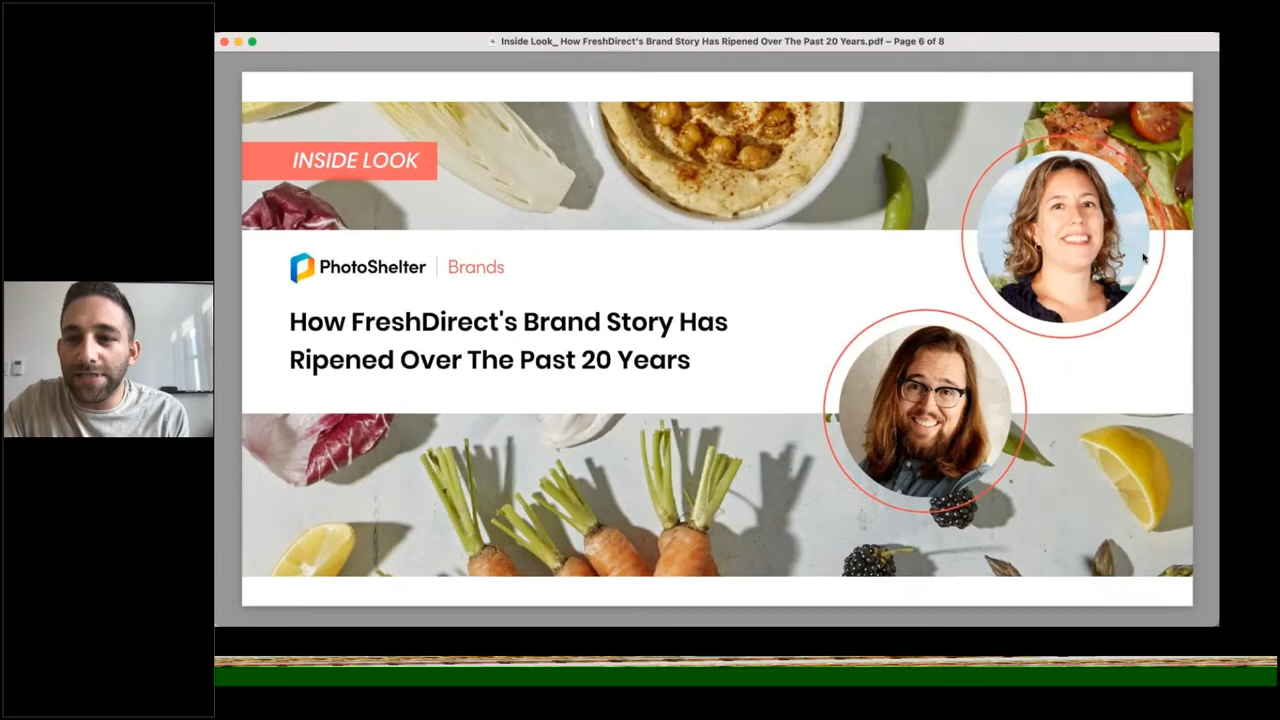 Inside Look_ How FreshDirect's Brand Story Has Ripened Over The Past 20 Years.pdf – Page 6 of 8
INSIDE LOOK
PhotoShelter Brands
How FreshDirect's Brand Story Has
Ripened Over The Past 20 Years